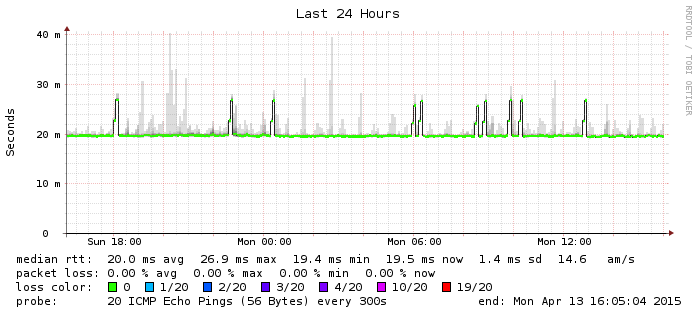 Last 24 Hours
RRDTOOL / TOBI OETIKER
Seconds
40 m
30 m
20 m
10 m
0
Sun 18:00 Mon 00:00 Mon 06:00 Mon 12:00
median rtt: 20.0 ms avg 26.9 ms max 19.4 ms min 19.5 ms now 1.4 ms sd 14.6 am/s
packet loss: 0.00 % avg 0.00 % max 0.00 % min 0.00 % now
loss color: 0 1/20 2/20 3/20 4/20 10/20 19/20
probe: 20 ICMP Echo Pings (56 Bytes) every 300s end: Mon Apr 13 16:05:04 2015